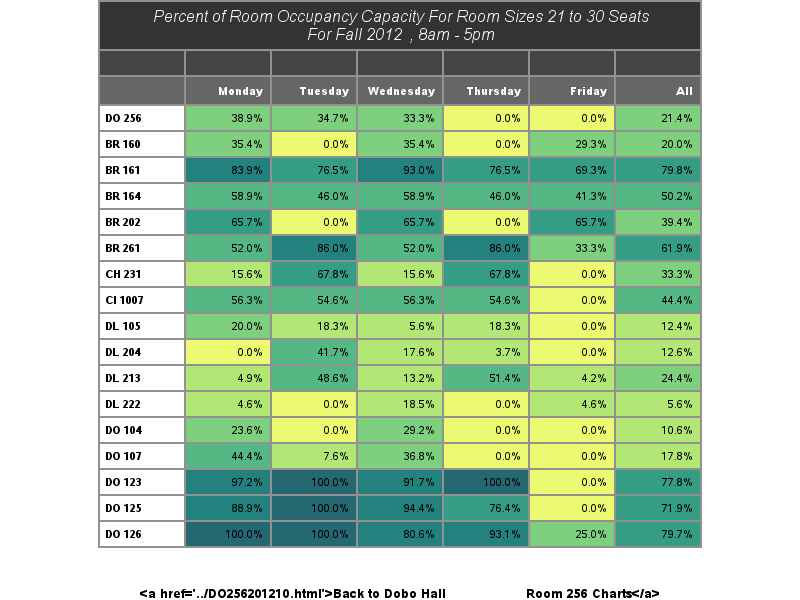 Percent of Room Occupancy Capacity For Room Sizes 21 to 30 Seats
For Fall 2012 , 8am - 5pm
Monday Tuesday Wednesday Thursday Friday All
DO 256 38.9% 34.7% 33.3% 0.0% 0.0% 21.4%
BR 160 35.4% 0.0% 35.4% 0.0% 29.3% 20.0%
BR 161 83.9% 76.5% 93.0% 76.5% 69.3% 79.8%
BR 164 58.9% 46.0% 58.9% 46.0% 41.3% 50.2%
BR 202 65.7% 0.0% 65.7% 0.0% 65.7% 39.4%
BR 261 52.0% 86.0% 52.0% 86.0% 33.3% 61.9%
CH 231 15.6% 67.8% 15.6% 67.8% 0.0% 33.3%
CI 1007 56.3% 54.6% 56.3% 54.6% 0.0% 44.4%
DL 105 20.0% 18.3% 5.6% 18.3% 0.0% 12.4%
DL 204 0.0% 41.7% 17.6% 3.7% 0.0% 12.6%
DL 213 4.9% 48.6% 13.2% 51.4% 4.2% 24.4%
DL 222 4.6% 0.0% 18.5% 0.0% 4.6% 5.6%
DO 104 23.6% 0.0% 29.2% 0.0% 0.0% 10.6%
DO 107 44.4% 7.6% 36.8% 0.0% 0.0% 17.8%
DO 123 97.2% 100.0% 91.7% 100.0% 0.0% 77.8%
DO 125 88.9% 100.0% 94.4% 76.4% 0.0% 71.9%
DO 126 100.0% 100.0% 80.6% 93.1% 25.0% 79.7%
<a href='../DO256201210.html'>Back to Dobo Hall Room 256 Charts</a>